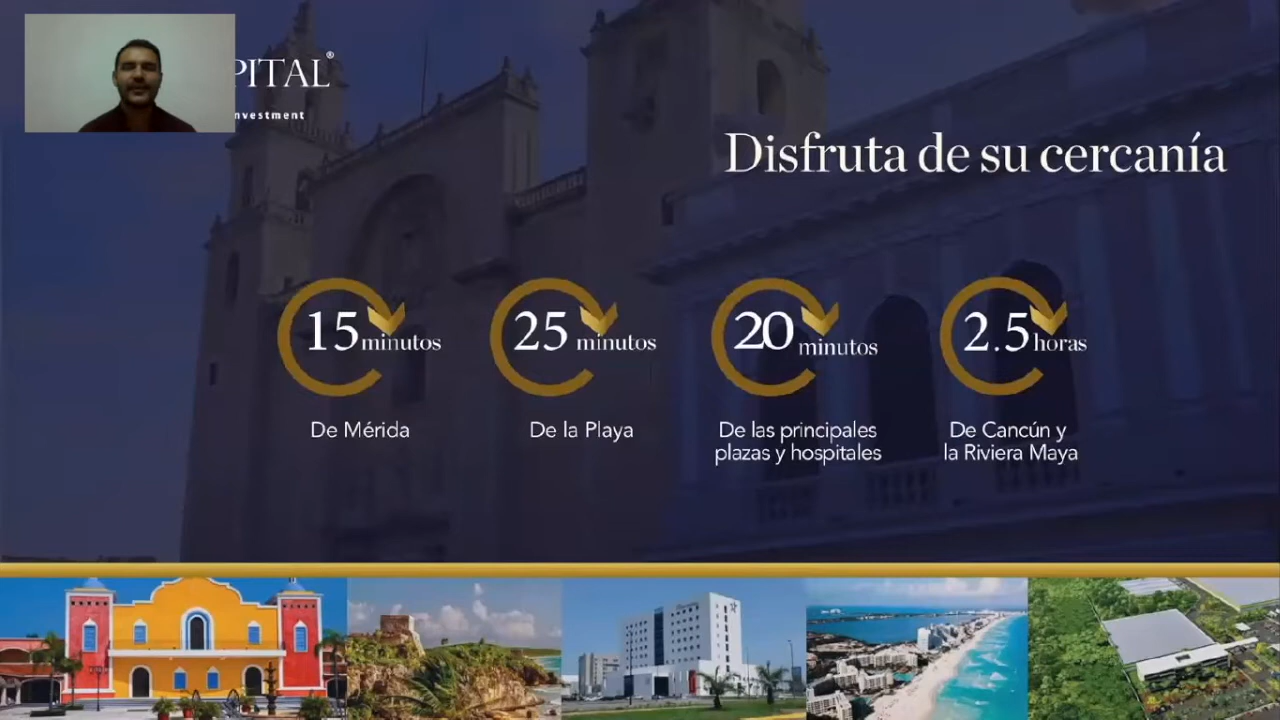 PITAL®
nvestment
Disfruta de su cercanía
15 minutos
25 minutos
20 minutos
2.5 horas
De Mérida
De la Playa
De las principales
plazas y hospitales
De Cancún y
la Riviera Maya